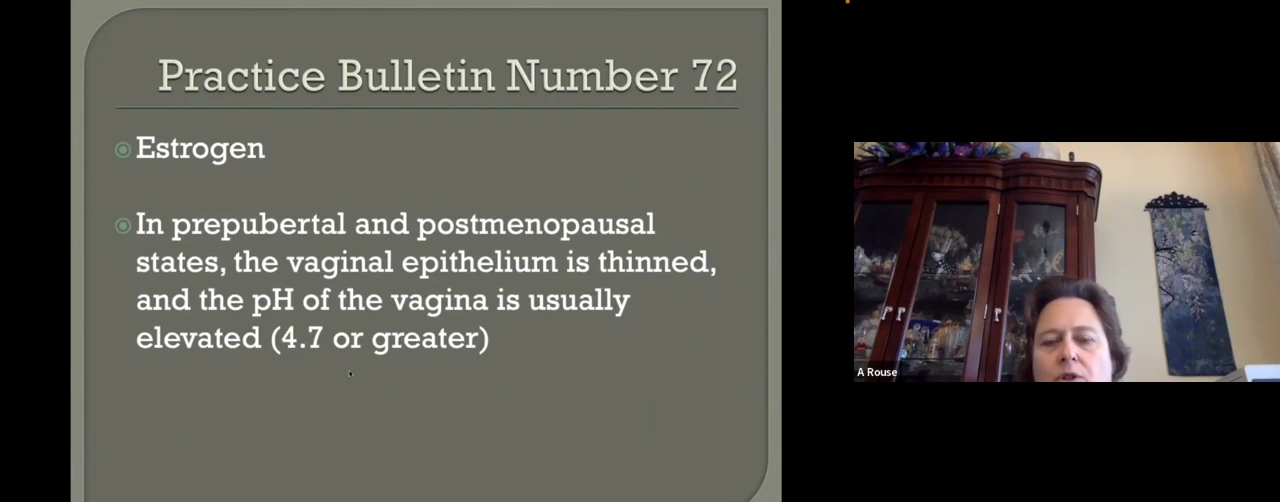 Practice Bulletin Number 72
Estrogen
In prepubertal and postmenopausal
states, the vaginal epithelium is thinned,
and the pH of the vagina is usually
elevated (4.7 or greater)
A Rouse